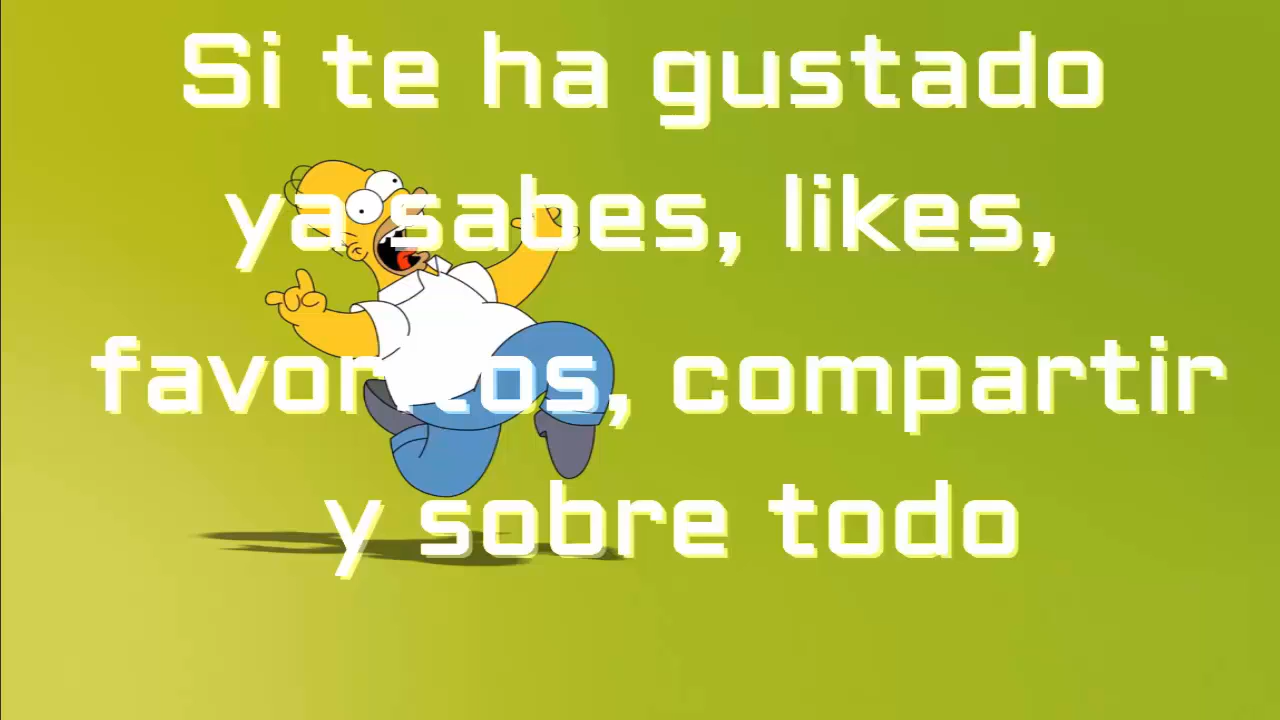 Si te ha gustado
ya sabes, likes,
favoritos, compartir
y sobre todo